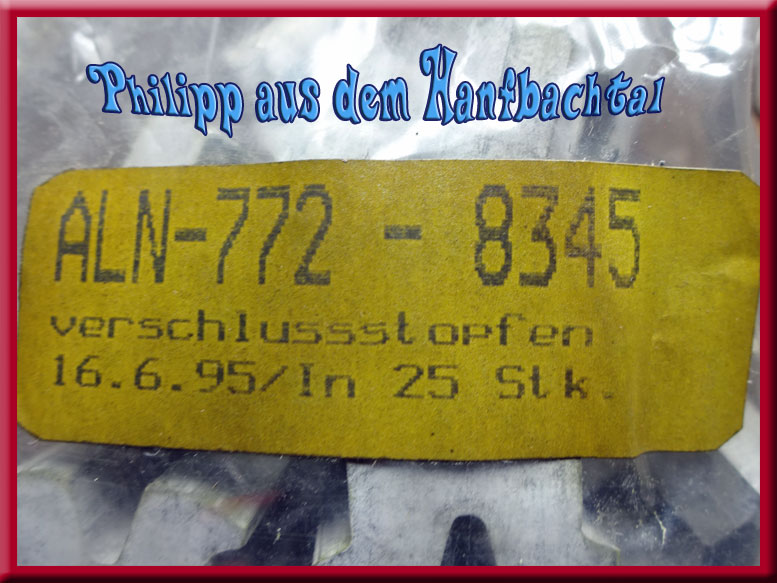 Philipp aus dem Hanfbachtal
ALN-772 - 8345
verschlussstopfen
16.6.95/In 25 Stk.